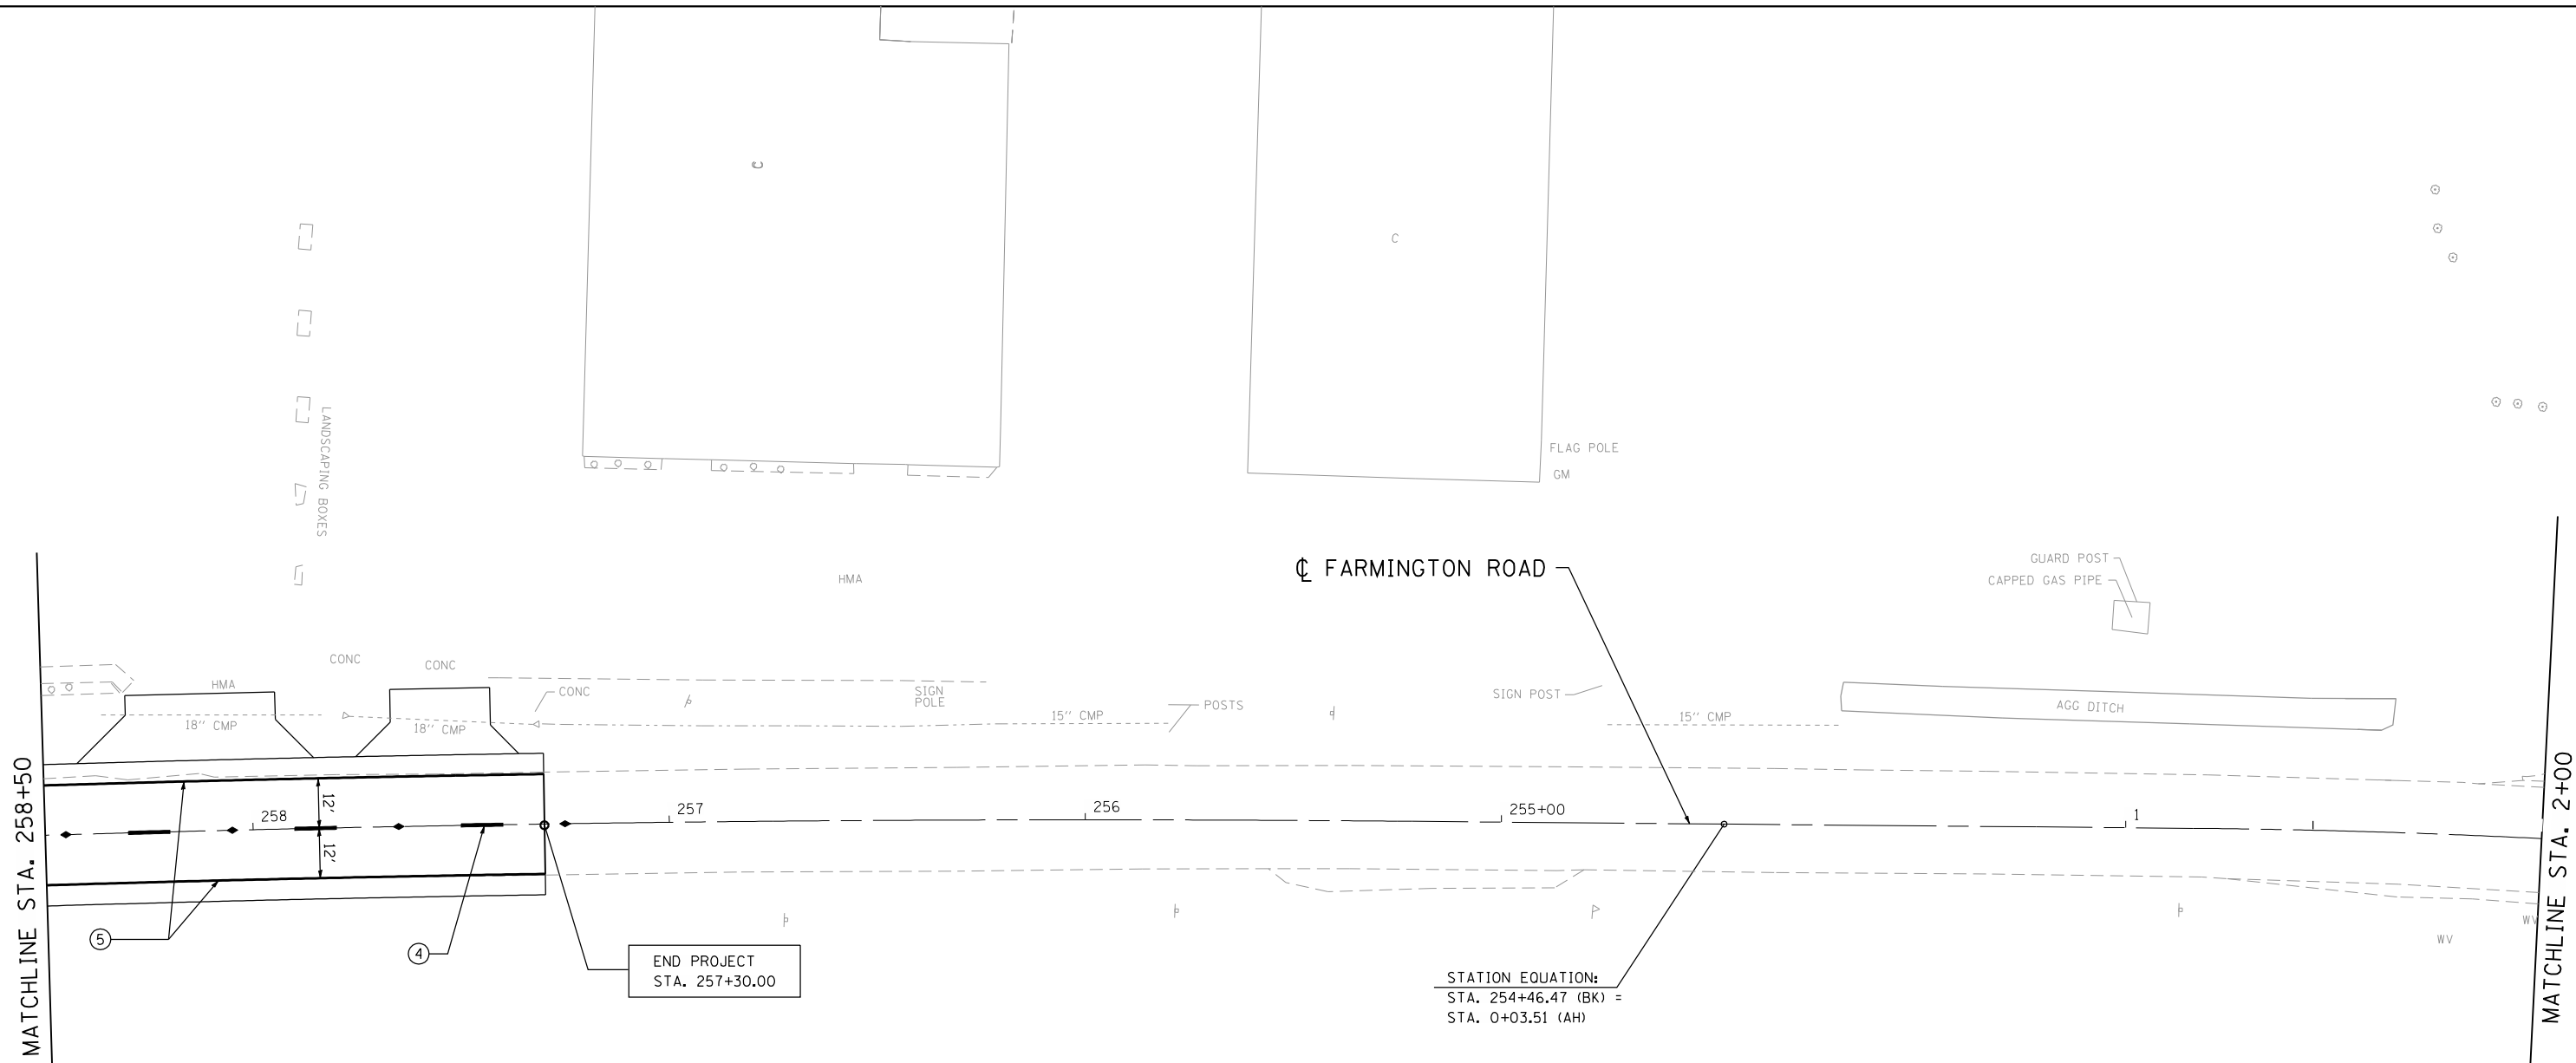 C
C
LANDSCAPING BOXES
FLAG POLE
GM
HMA
℄ FARMINGTON ROAD
GUARD POST
CAPPED GAS PIPE
CONC
CONC
HMA
CONC
SIGN
POLE
SIGN POST
POSTS
18'' CMP
18'' CMP
15'' CMP
15'' CMP
AGG DITCH
MATCHLINE STA. 258+50
12'
12'
258
257
256
255+00
1
MATCHLINE STA. 2+00
5
4
END PROJECT
STA. 257+30.00
STATION EQUATION:
STA. 254+46.47 (BK) =
STA. 0+03.51 (AH)
WV
WV